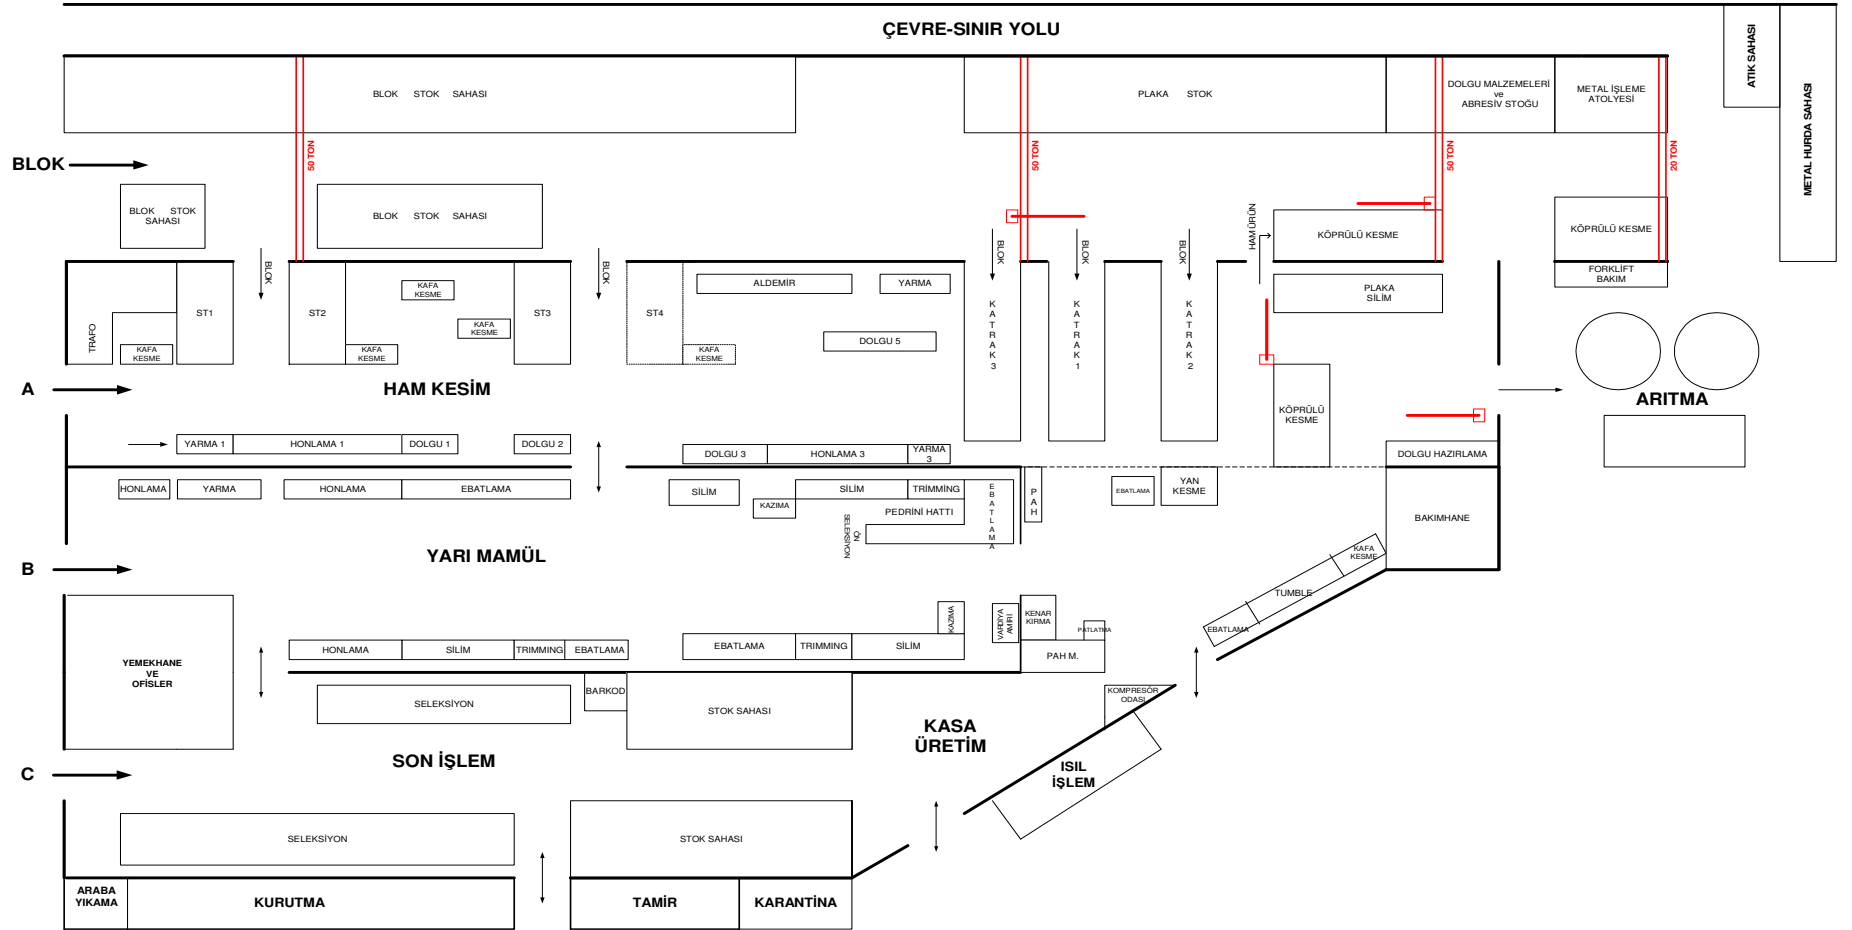 ÇEVRE-SINIR YOLU
ATIK SAHASI
METAL HURDA SAHASI
BLOK STOK SAHASI
PLAKA STOK
DOLGU MALZEMELERİ
ve
ABRESİV STOĞU
METAL İŞLEME
ATOLYESİ
BLOK
50 TON
50 TON
50 TON
20 TON
BLOK STOK
SAHASI
BLOK STOK SAHASI
HAM ÜRÜN
KÖPRÜLÜ KESME
KÖPRÜLÜ KESME
BLOK
BLOK
BLOK
BLOK
BLOK
FORKLİFT
BAKIM
TRAFO
KAFA
KESME
ST1
ST2
KAFA
KESME
KAFA
KESME
KAFA
KESME
ST3
ST4
KAFA
KESME
ALDEMİR
YARMA
DOLGU 5
KATRAK 3
KATRAK 1
KATRAK 2
PLAKA
SİLİM
KÖPRÜLÜ
KESME
A
HAM KESİM
ARITMA
YARMA 1
HONLAMA 1
DOLGU 1
DOLGU 2
DOLGU 3
HONLAMA 3
YARMA
3
DOLGU HAZIRLAMA
HONLAMA
YARMA
HONLAMA
EBATLAMA
SİLİM
KAZIMA
SİLİM
TRİMMİNG
PEDRİNİ HATTI
ÖN
SELEKSİYON
EBATLAMA
PAH
EBATLAMA
YAN
KESME
BAKIMHANE
B
YARI MAMÜL
KAFA
KESME
TUMBLE
EBATLAMA
KAZIMA
VARDİYA
AMİRİ
KENAR
KIRMA
PATLATMA
PAH M.
YEMEKHANE
VE
OFİSLER
HONLAMA
SİLİM
TRIMMING
EBATLAMA
EBATLAMA
TRIMMING
SİLİM
SELEKSİYON
BARKOD
STOK SAHASI
KOMPRESÖR
ODASI
KASA
ÜRETİM
C
SON İŞLEM
ISIL
İŞLEM
SELEKSİYON
STOK SAHASI
ARABA
YIKAMA
KURUTMA
TAMİR
KARANTİNA